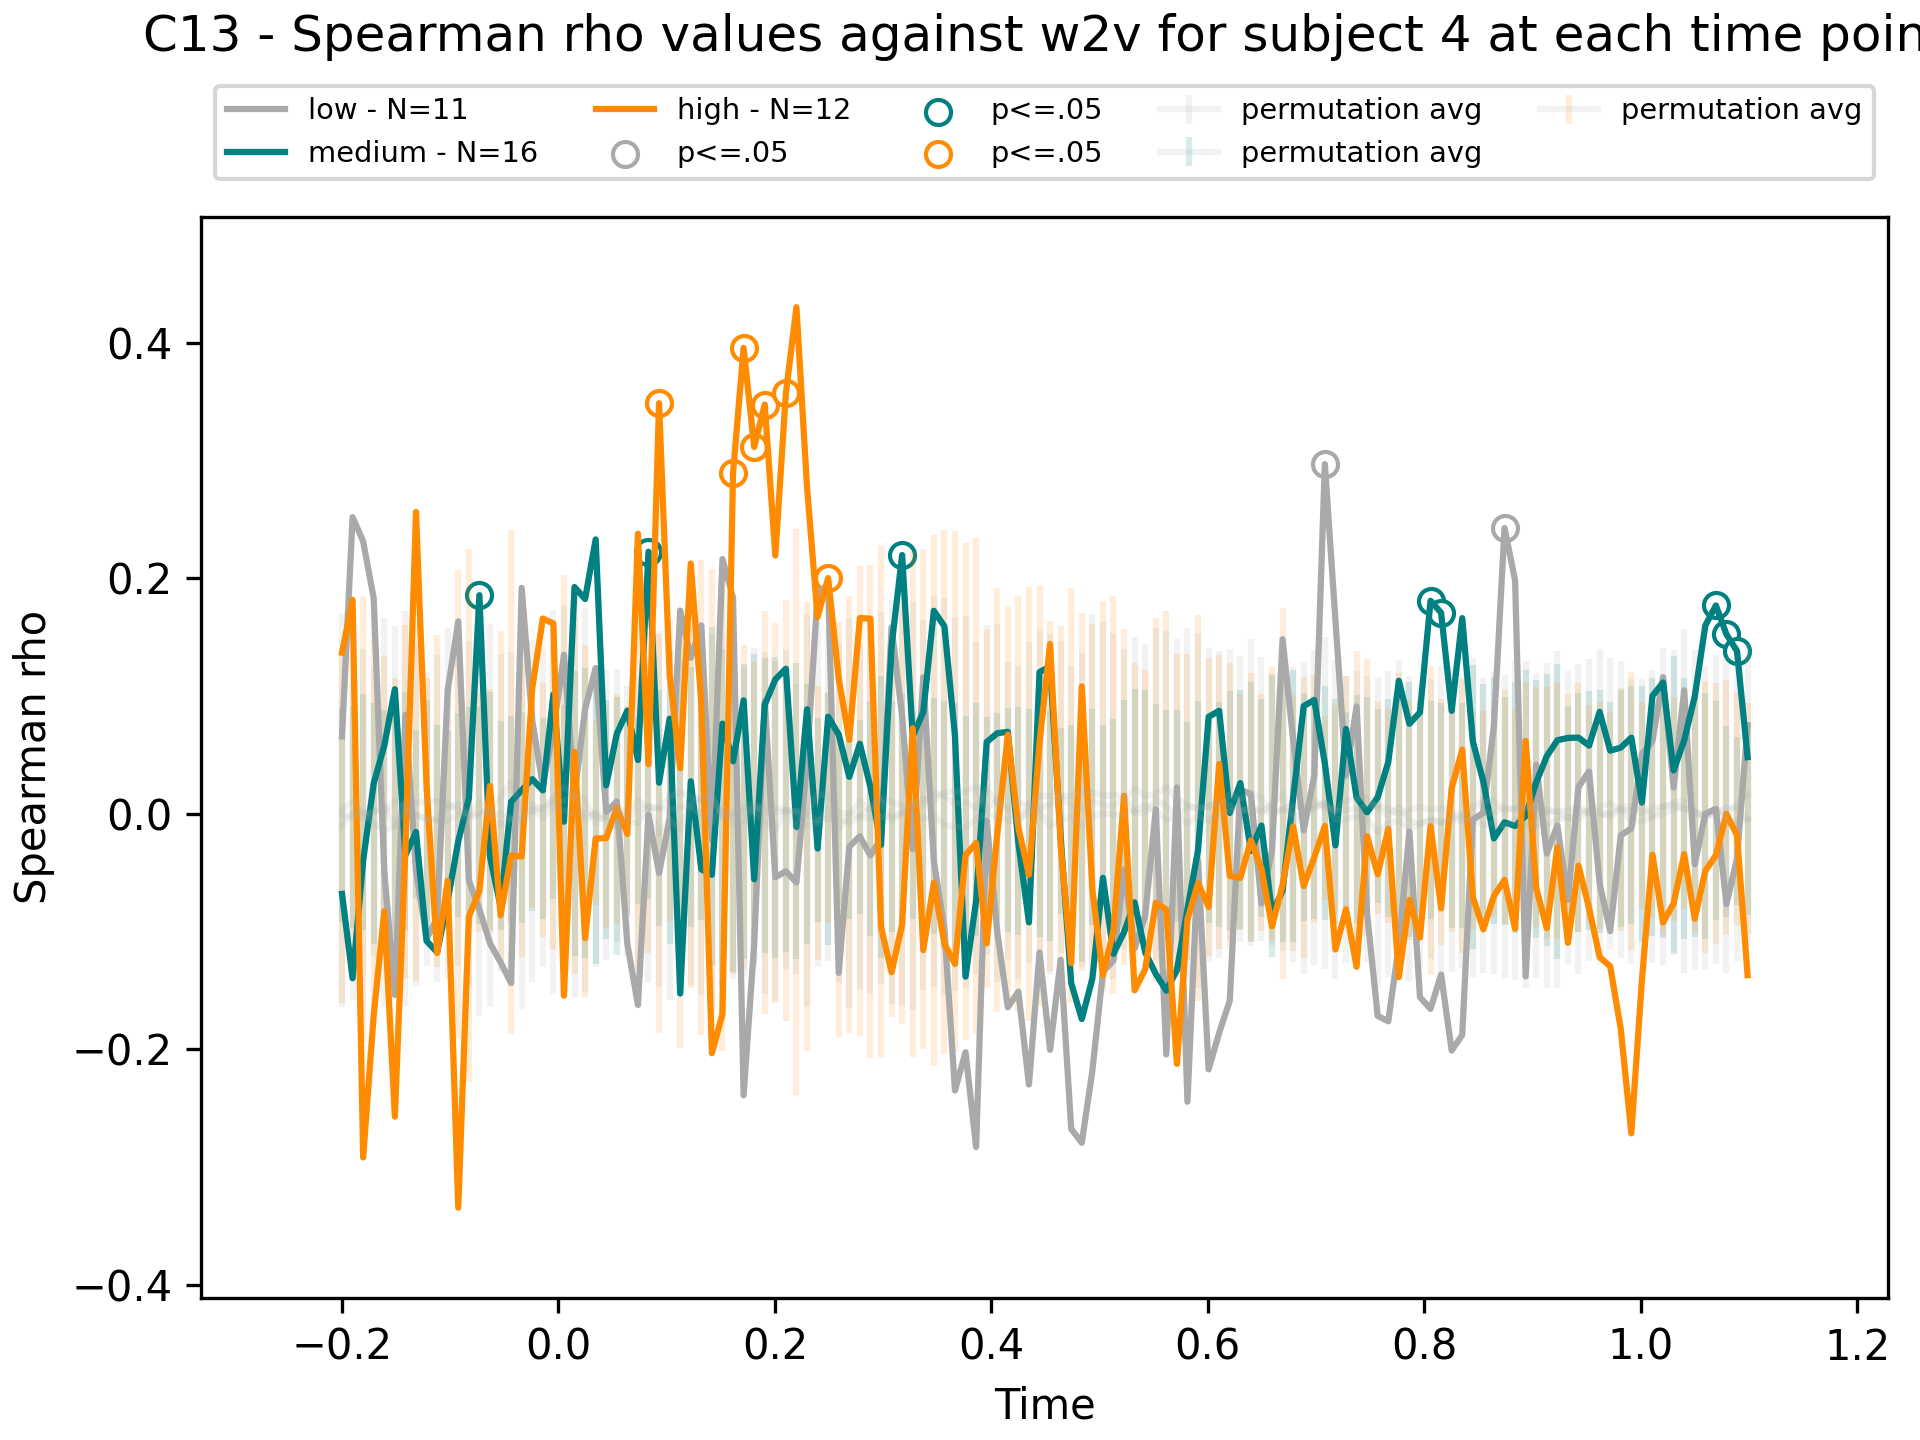 C13 - Spearman rho values against w2v for subject 4 at each time poin
low - N=11
medium - N=16
high - N=12
p<=.05
p<=.05
p<=.05
permutation avg
permutation avg
permutation avg
Spearman rho
0.4
0.2
0.0
−0.2
−0.4
−0.2 0.0 0.2 0.4 0.6 0.8 1.0 1.2
Time